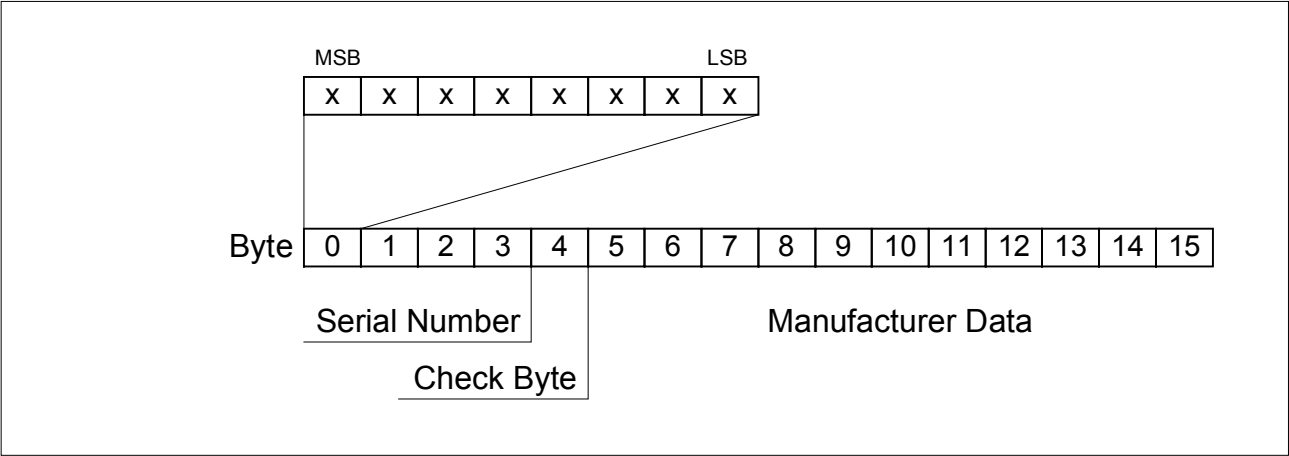 MSB LSB
x x x x x x x x
Byte 0 1 2 3 4 5 6 7 8 9 10 11 12 13 14 15
Serial Number Manufacturer Data
Check Byte